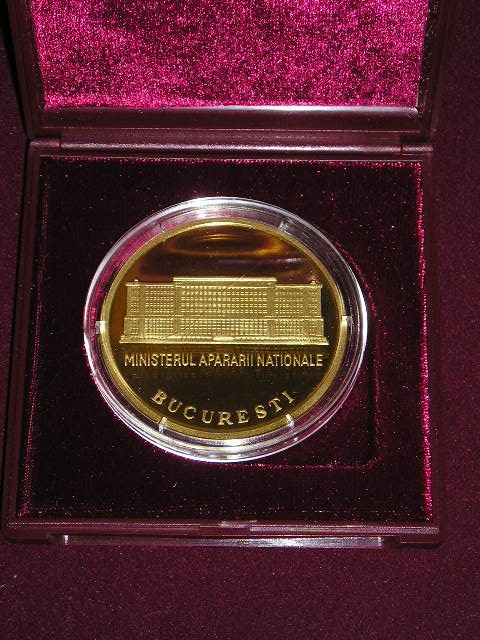 MINISTERUL APARARII NATIONALE
BUCURESTI